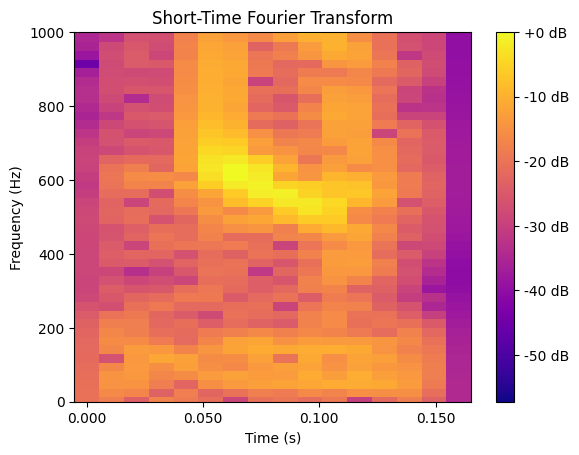 Short-Time Fourier Transform
1000
800
600
400
200
0
Frequency (Hz)
0.000
0.050
0.100
0.150
Time (s)
+0 dB
-10 dB
-20 dB
-30 dB
-40 dB
-50 dB